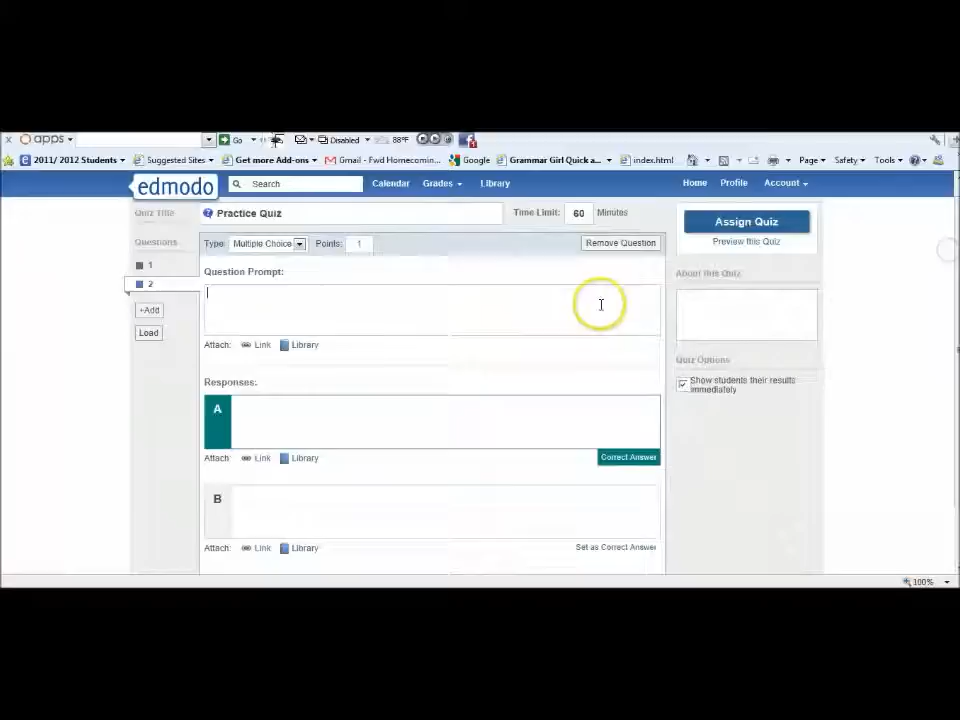 apps Go Disabled 88°F
2011/ 2012 Students Suggested Sites Get more Add-ons Gmail - Fwd Homecomin... Google Grammar Girl Quick a... index.html Page Safety Tools
edmodo Search Calendar Grades Library Home Profile Account
Quiz Title Practice Quiz Time Limit: 60 Minutes Assign Quiz
Preview this Quiz
Questions Type: Multiple Choice Points: 1 Remove Question
1
Question Prompt: About this Quiz
2
+Add
Load
Attach: Link Library
Quiz Options
Responses: Show students their results
immediately
A
Attach: Link Library Correct Answer
B
Attach: Link Library Set as Correct Answer
100%